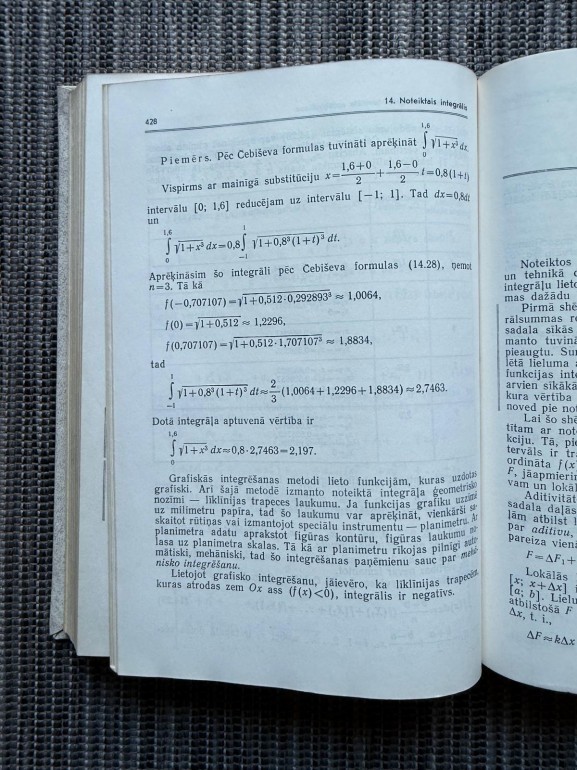 428
14. Noteiktais integrālis
Piemērs. Pēc Čebiševa formulas tuvināti aprēķināt ∫₀^1,6 √(1+x³) dx.
Vispirms ar mainīgā substitūciju x = (1,6+0)/2 + (1,6−0)/2 t = 0,8(1+t)
intervālu [0; 1,6] reducējam uz intervālu [−1; 1]. Tad dx=0,8dt
un
∫₀^1,6 √(1+x³) dx = 0,8 ∫₋₁^1 √(1+0,8³(1+t)³) dt.
Aprēķināsim šo integrāli pēc Čebiševa formulas (14.28), ņemot
n=3. Tā kā
f(−0,707107) = √(1+0,512·0,292893³) ≈ 1,0064,
f(0) = √(1+0,512) ≈ 1,2296,
f(0,707107) = √(1+0,512·1,707107³) ≈ 1,8834,
tad
∫₋₁^1 √(1+0,8³(1+t)³) dt ≈ 2/3 (1,0064+1,2296+1,8834) ≈ 2,7463.
Dotā integrāļa aptuvenā vērtība ir
∫₀^1,6 √(1+x³) dx ≈ 0,8·2,7463 = 2,197.
Grafiskās integrēšanas metodi lieto funkcijām, kuras uzdotas
grafiski. Arī šajā metodē izmanto noteiktā integrāļa ģeometrisko
nozīmi — līklīnijas trapeces laukumu. Ja funkcijas grafiku uzzīmē
uz milimetru papīra, tad šo laukumu var aprēķināt, vienkārši sa-
skaitot rūtiņas vai izmantojot speciālu instrumentu — planimetru. Ar
planimetra adatu aprakstot figūras kontūru, figūras laukumu no-
lasa uz planimetra skalas. Tā kā ar planimetru rīkojas pilnīgi auto-
mātiski, mehāniski, tad šo integrēšanas paņēmienu sauc par mehā-
nisko integrēšanu.
Lietojot grafisko integrēšanu, jāievēro, ka līklīnijas trapecēm,
kuras atrodas zem Ox ass (f(x)<0), integrālis ir negatīvs.
Noteiktos
un tehnikā
integrāļu lieto
mas dažādu
Pirmā shē
rālsummas re
sadala sīkās
manto tuvinā
pieaugtu. Su
lētā lieluma
funkcijas inte
arvien sīkākā
kura vērtība
noved pie not
Lai šo shē
titam ar note
kciju. Tā, pie
tervāls ir tra
ordināta f(x
F, jāapmierin
vam un lokāl
Aditivitāt
sadala daļās
lām atbilst
par aditīvu,
pareiza vienā
F=ΔF₁+
Lokālās
[x; x+Δx]
[a; b]. Lielu
atbilstošā F
Δx, t. i.,
ΔF≈kΔx